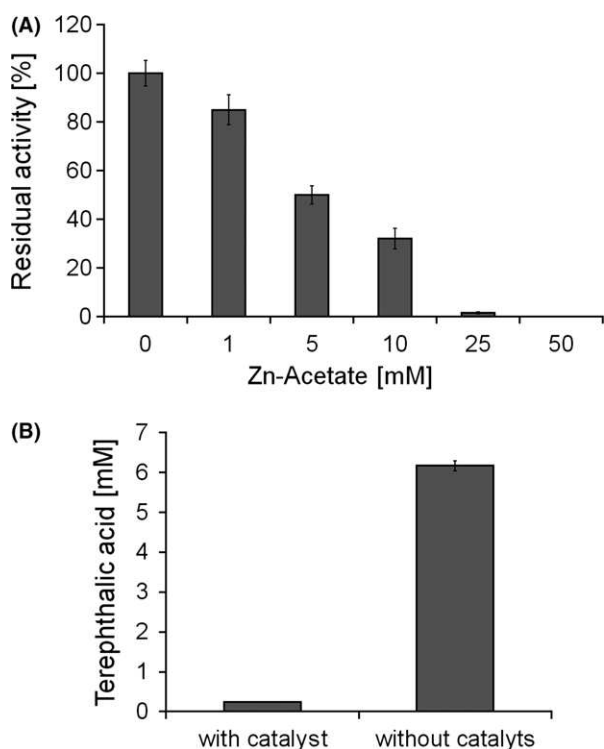 (A)
Residual activity [%]
120
100
80
60
40
20
0
0 1 5 10 25 50
Zn-Acetate [mM]
(B)
Terephthalic acid [mM]
7
6
5
4
3
2
1
0
with catalyst without catalyts